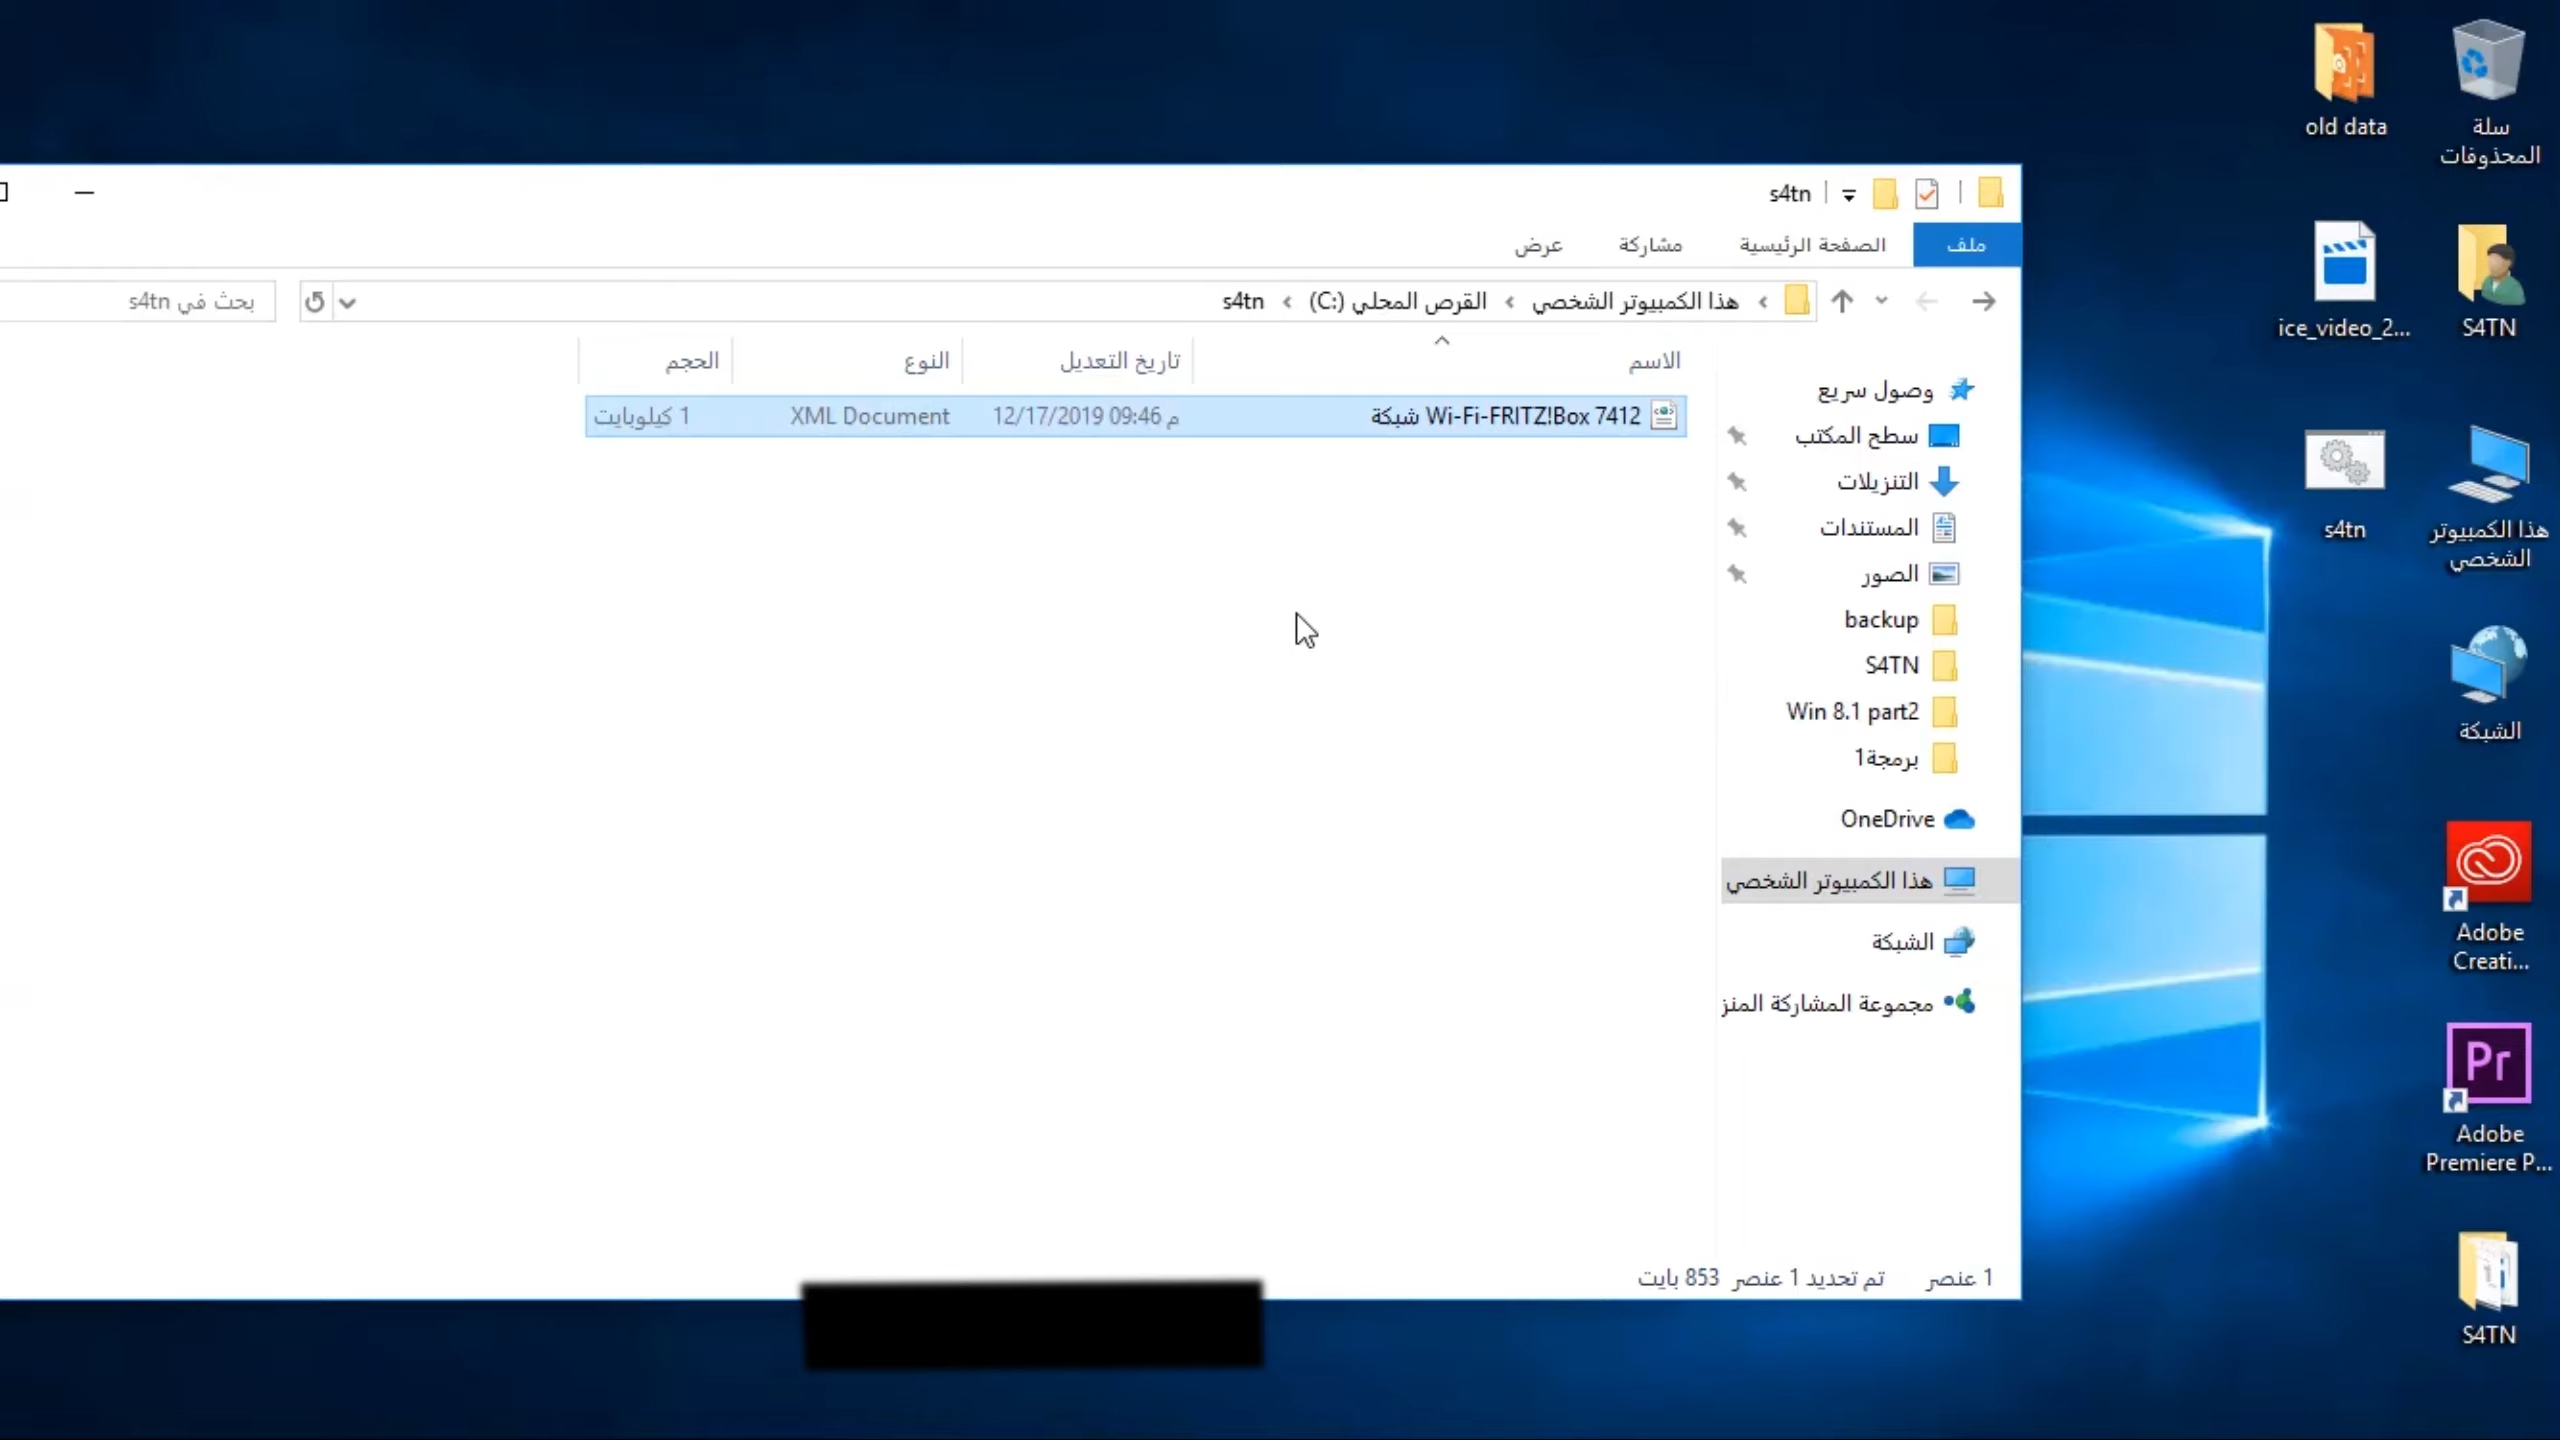 s4tn
ملف
الصفحة الرئيسية
مشاركة
عرض
هذا الكمبيوتر الشخصي
القرص المحلي (C:)
s4tn
بحث في s4tn
الاسم
تاريخ التعديل
النوع
الحجم
شبكة Wi-Fi-FRITZ!Box 7412
12/17/2019 09:46 م
XML Document
1 كيلوبايت
وصول سريع
سطح المكتب
التنزيلات
المستندات
الصور
backup
S4TN
Win 8.1 part2
برمجة1
OneDrive
هذا الكمبيوتر الشخصي
الشبكة
مجموعة المشاركة المنز
1 عنصر
تم تحديد 1 عنصر 853 بايت
سلة
المحذوفات
S4TN
هذا الكمبيوتر
الشخصي
الشبكة
Adobe
Creati...
Pr
Adobe
Premiere P...
S4TN
old data
ice_video_2...
s4tn